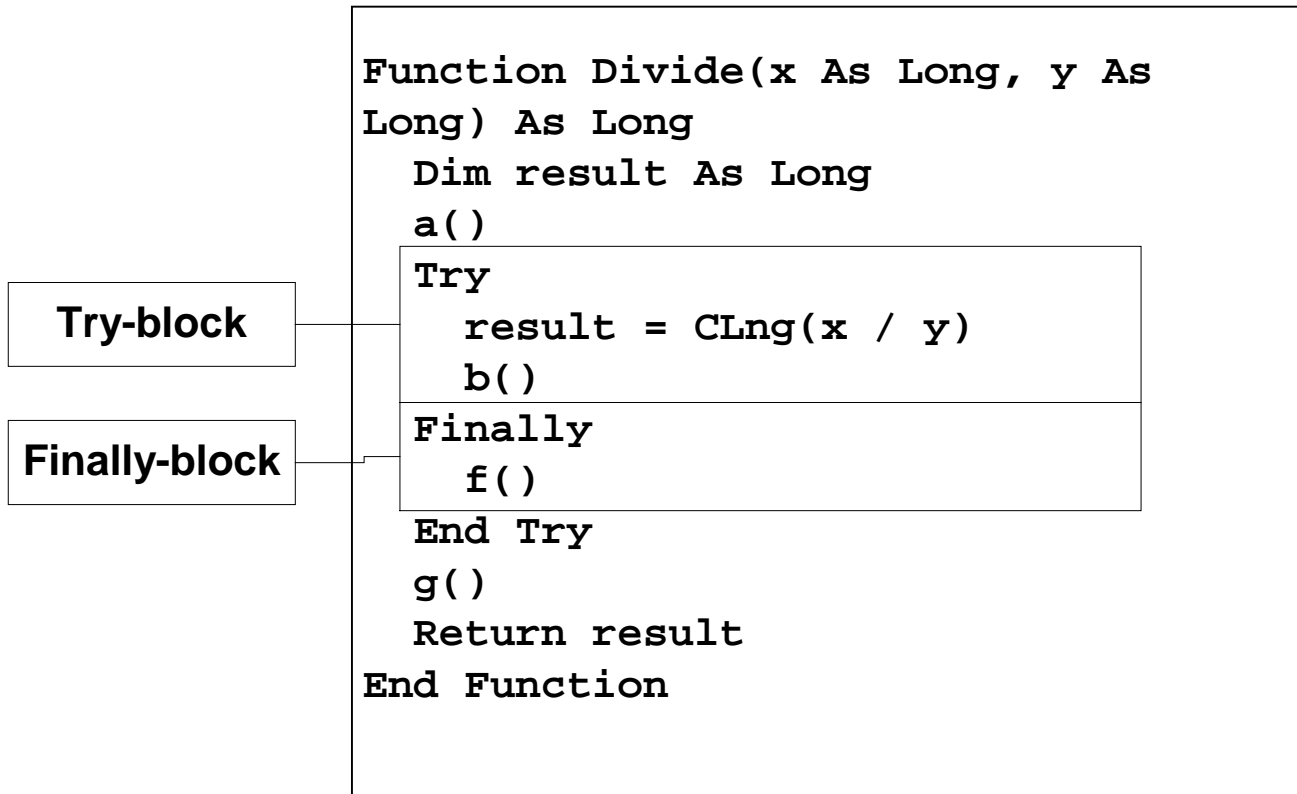 Function Divide(x As Long, y As
Long) As Long
Dim result As Long
a()
Try
result = CLng(x / y)
b()
Finally
f()
End Try
g()
Return result
End Function
Try-block
Finally-block